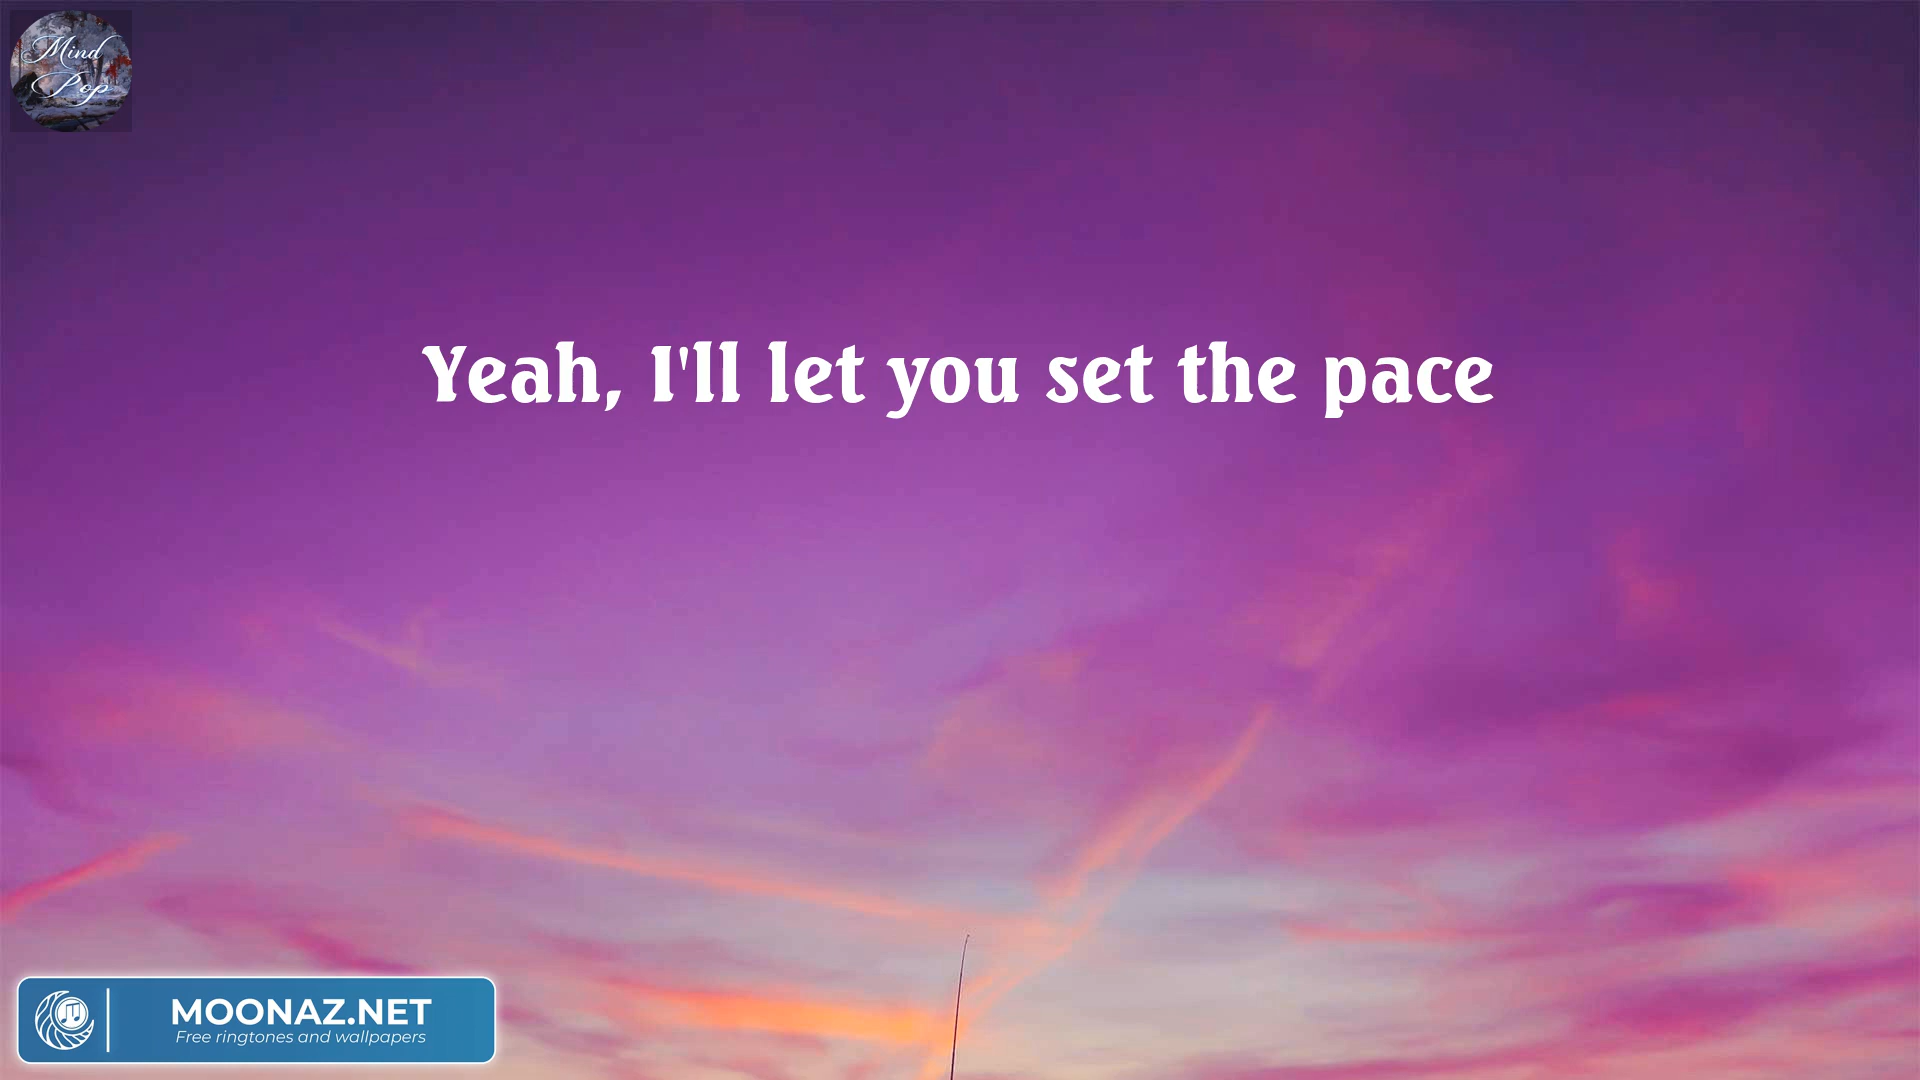 Mind
Pop
Yeah, I'll let you set the pace
MOONAZ.NET
Free ringtones and wallpapers